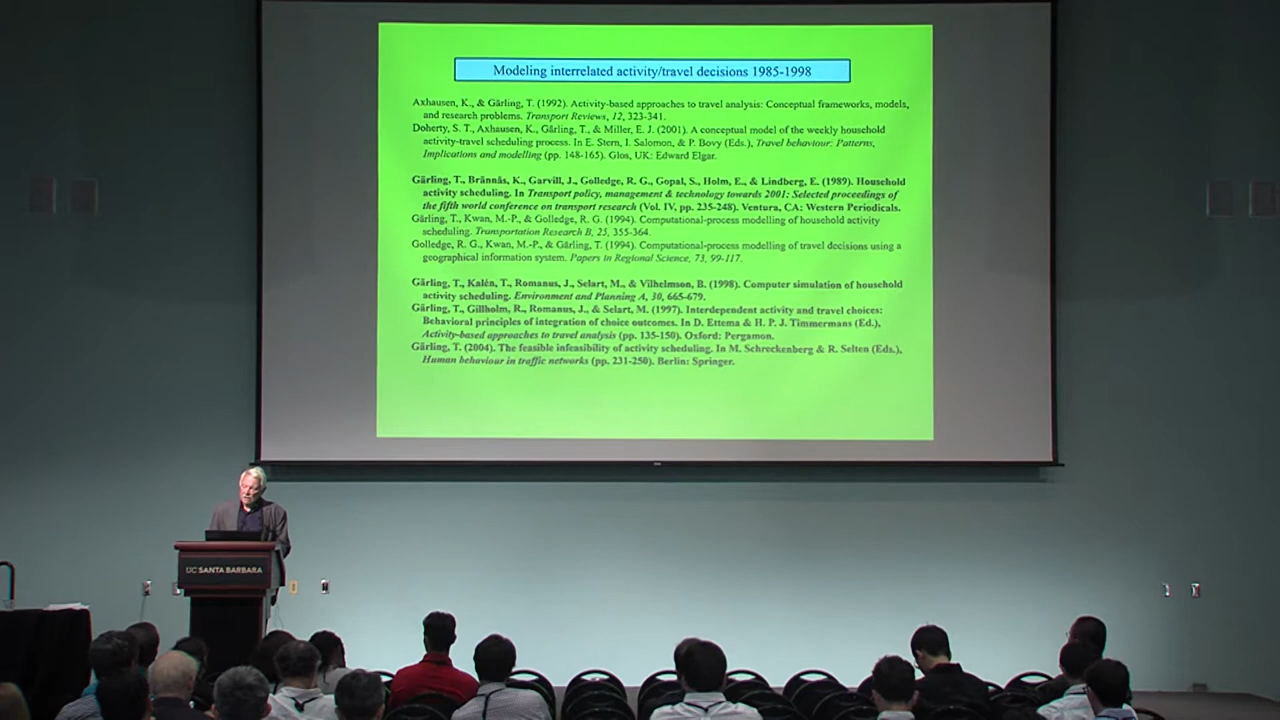 Modeling interrelated activity/travel decisions 1985-1998
Axhausen, K., & Gärling, T. (1992). Activity-based approaches to travel analysis: Conceptual frameworks, models,
and research problems. Transport Reviews, 12, 323-341.
Doherty, S. T., Axhausen, K., Gärling, T., & Miller, E. J. (2001). A conceptual model of the weekly household
activity-travel scheduling process. In E. Stern, I. Salomon, & P. Bovy (Eds.), Travel behaviour: Patterns,
Implications and modelling (pp. 148-165). Glos, UK: Edward Elgar.
Gärling, T., Brännäs, K., Garvill, J., Golledge, R. G., Gopal, S., Holm, E., & Lindberg, E. (1989). Household
activity scheduling. In Transport policy, management & technology towards 2001: Selected proceedings of
the fifth world conference on transport research (Vol. IV, pp. 235-248). Ventura, CA: Western Periodicals.
Gärling, T., Kwan, M.-P., & Golledge, R. G. (1994). Computational-process modelling of household activity
scheduling. Transportation Research B, 25, 355-364.
Golledge, R. G., Kwan, M.-P., & Gärling, T. (1994). Computational-process modelling of travel decisions using a
geographical information system. Papers in Regional Science, 73, 99-117.
Gärling, T., Kalén, T., Romanus, J., Selart, M., & Vilhelmson, B. (1998). Computer simulation of household
activity scheduling. Environment and Planning A, 30, 665-679.
Gärling, T., Gillholm, R., Romanus, J., & Selart, M. (1997). Interdependent activity and travel choices:
Behavioral principles of integration of choice outcomes. In D. Ettema & H. P. J. Timmermans (Ed.),
Activity-based approaches to travel analysis (pp. 135-150). Oxford: Pergamon.
Gärling, T. (2004). The feasible infeasibility of activity scheduling. In M. Schreckenberg & R. Selten (Eds.),
Human behaviour in traffic networks (pp. 231-250). Berlin: Springer.
UC SANTA BARBARA